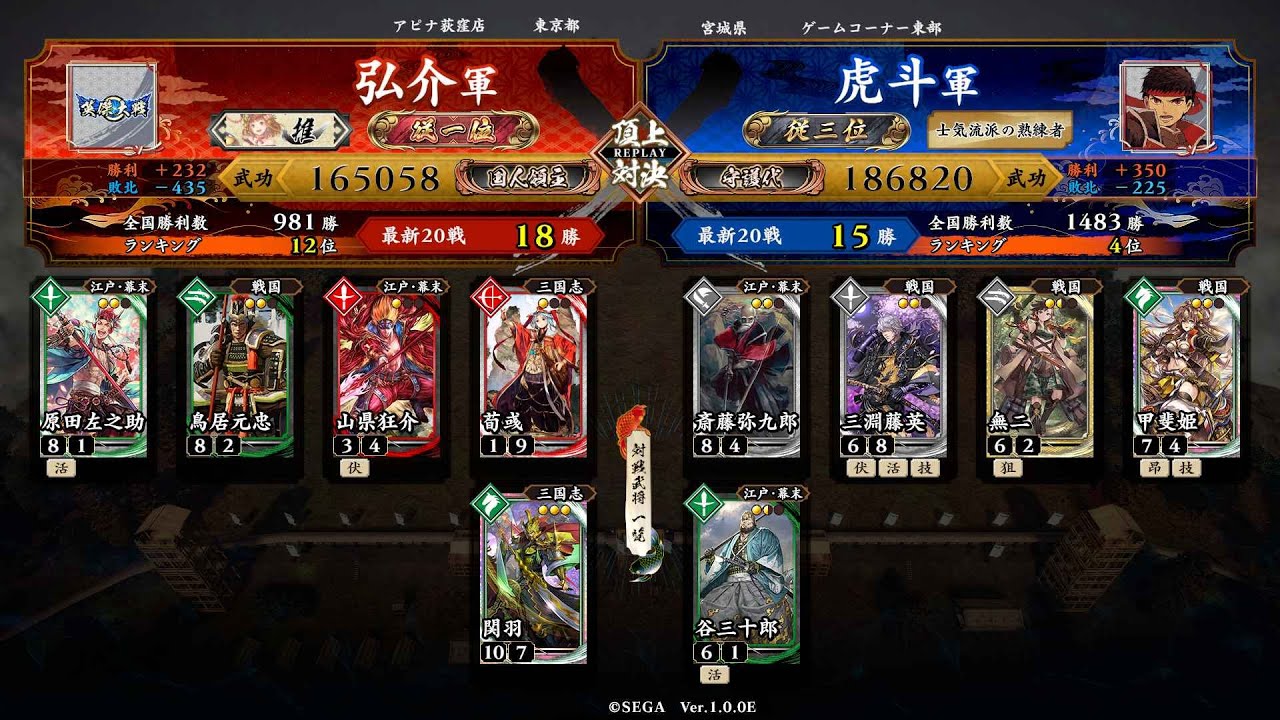 アピナ荻窪店 東京都
宮城県 ゲームコーナー東部
弘介軍
虎斗軍
英傑大戦
推
従一位
従三位
士気流派の熟練者
頂上
REPLAY
対決
勝利 +232
敗北 -435
武功 165058
国人領主
守護代
186820 武功
勝利 +350
敗北 -225
全国勝利数 981勝
ランキング 12位
最新20戦 18勝
最新20戦 15勝
全国勝利数 1483勝
ランキング 4位
江戸・幕末
原田左之助
8 1
活
戦国
鳥居元忠
8 2
江戸・幕末
山県狂介
3 4
伏
三国志
荀彧
1 9
江戸・幕末
斎藤弥九郎
8 4
戦国
三淵藤英
6 8
伏 活 技
戦国
無二
6 2
狙
戦国
甲斐姫
7 4
昂 技
対戦武将一覧
三国志
関羽
10 7
江戸・幕末
谷三十郎
6 1
活
©SEGA Ver.1.0.0E